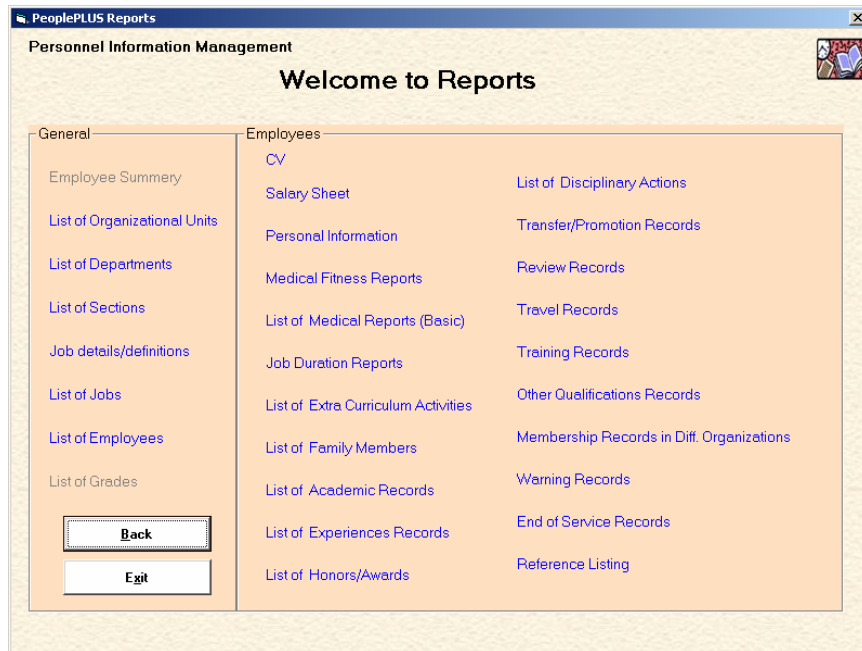 PeoplePLUS Reports
Personnel Information Management
Welcome to Reports
General
Employee Summery
List of Organizational Units
List of Departments
List of Sections
Job details/definitions
List of Jobs
List of Employees
List of Grades
Back
Exit
Employees
CV
Salary Sheet
Personal Information
Medical Fitness Reports
List of Medical Reports (Basic)
Job Duration Reports
List of Extra Curriculum Activities
List of Family Members
List of Academic Records
List of Experiences Records
List of Honors/Awards
List of Disciplinary Actions
Transfer/Promotion Records
Review Records
Travel Records
Training Records
Other Qualifications Records
Membership Records in Diff. Organizations
Warning Records
End of Service Records
Reference Listing